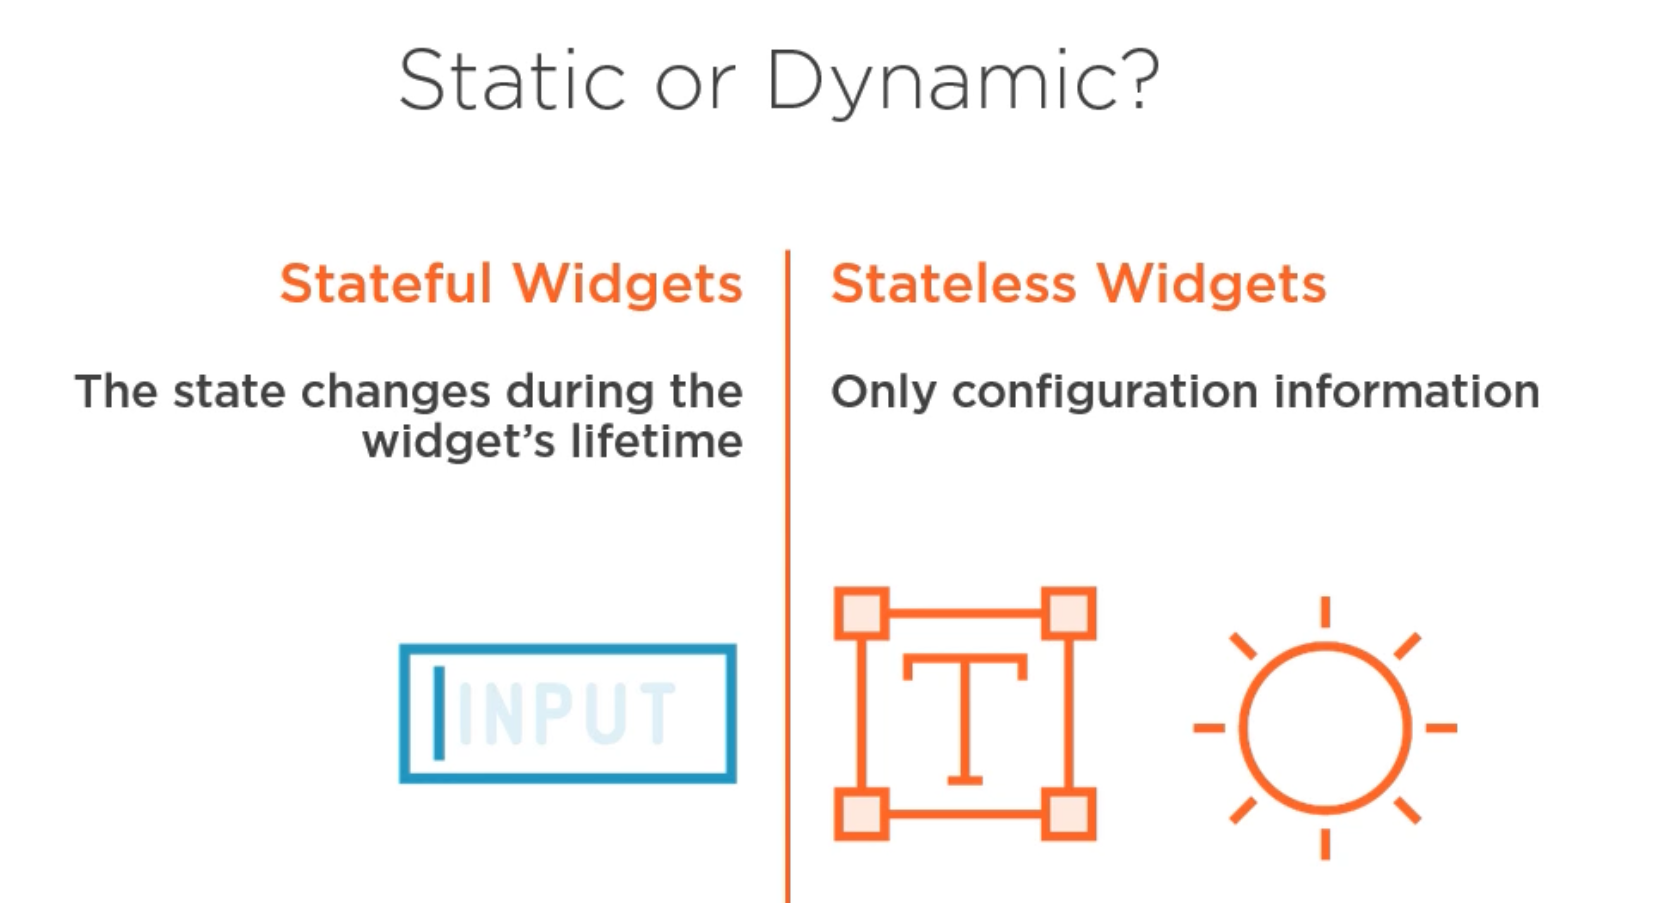 Static or Dynamic?
Stateful Widgets
The state changes during the
widget’s lifetime
INPUT
Stateless Widgets
Only configuration information
T